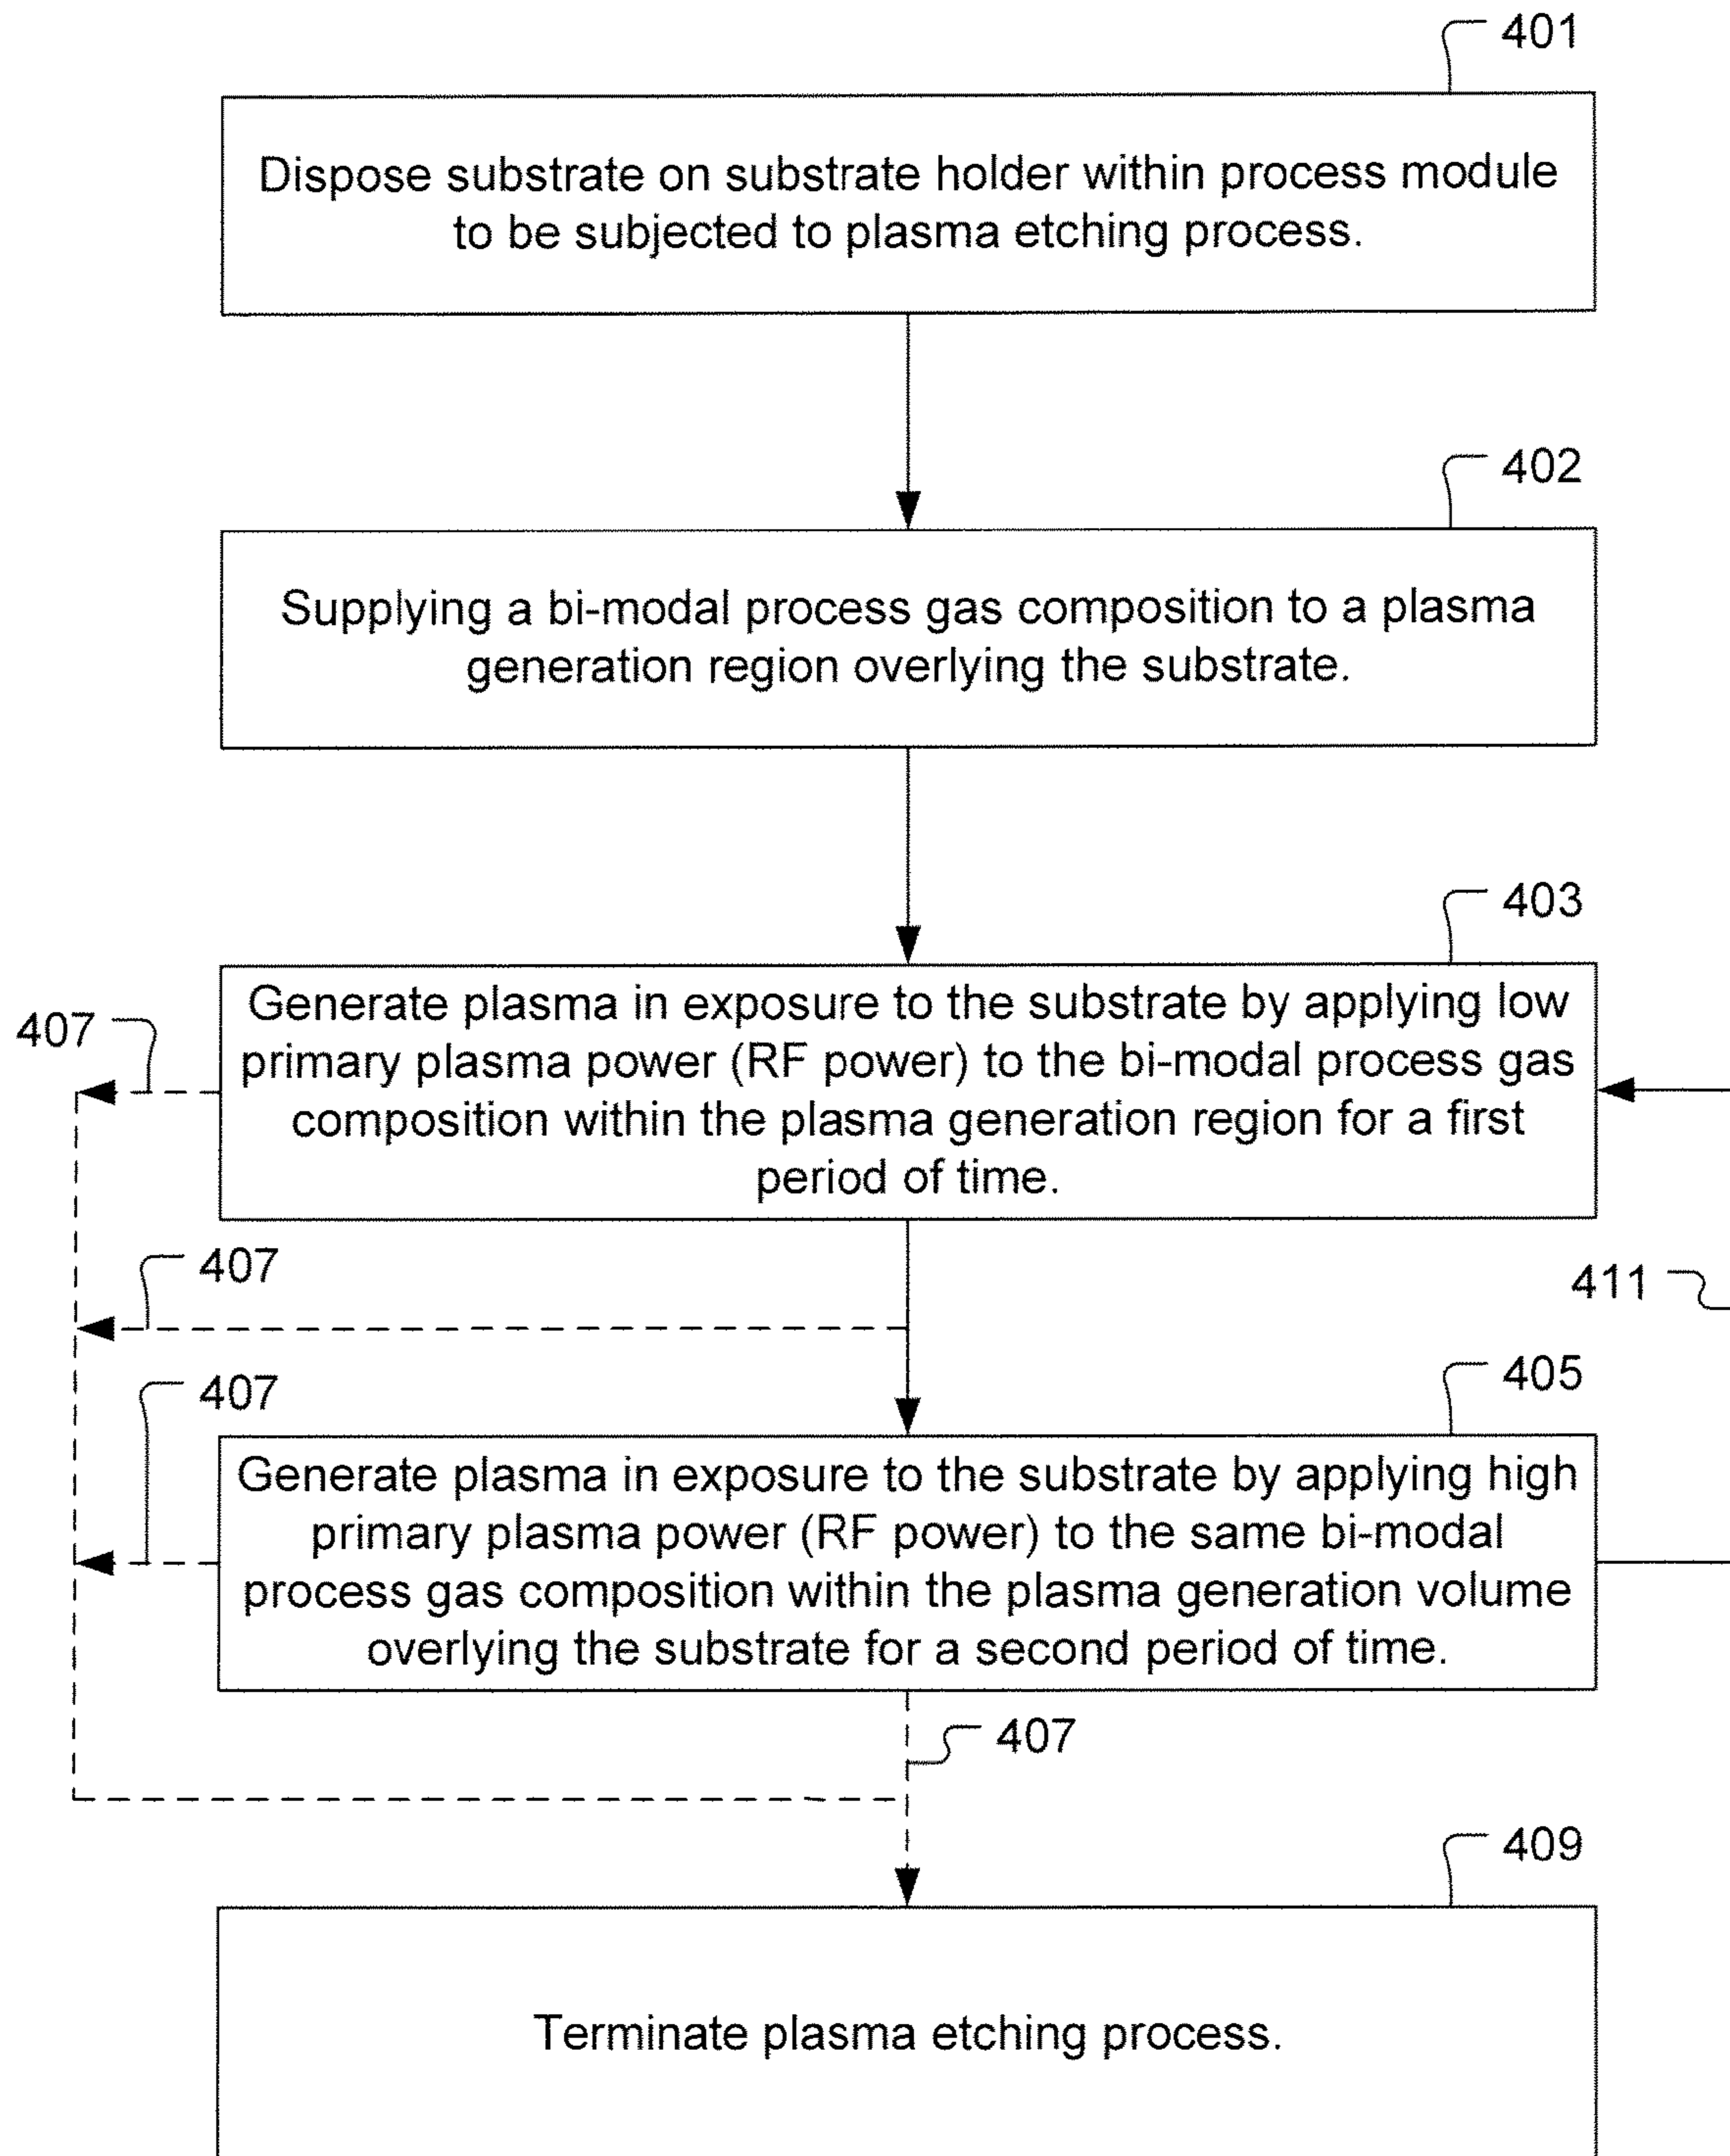 401
Dispose substrate on substrate holder within process module
to be subjected to plasma etching process.
402
Supplying a bi-modal process gas composition to a plasma
generation region overlying the substrate.
403
Generate plasma in exposure to the substrate by applying low
primary plasma power (RF power) to the bi-modal process gas
composition within the plasma generation region for a first
period of time.
407
407
411
407
405
Generate plasma in exposure to the substrate by applying high
primary plasma power (RF power) to the same bi-modal
process gas composition within the plasma generation volume
overlying the substrate for a second period of time.
407
409
Terminate plasma etching process.